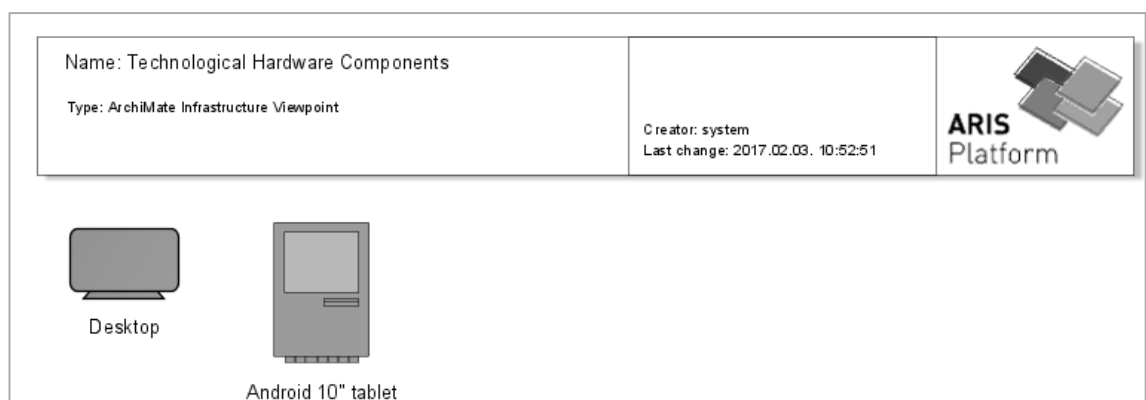 Name: Technological Hardware Components
Type: ArchiMate Infrastructure Viewpoint
Creator: system
Last change: 2017.02.03. 10:52:51
ARIS
Platform
Desktop
Android 10" tablet